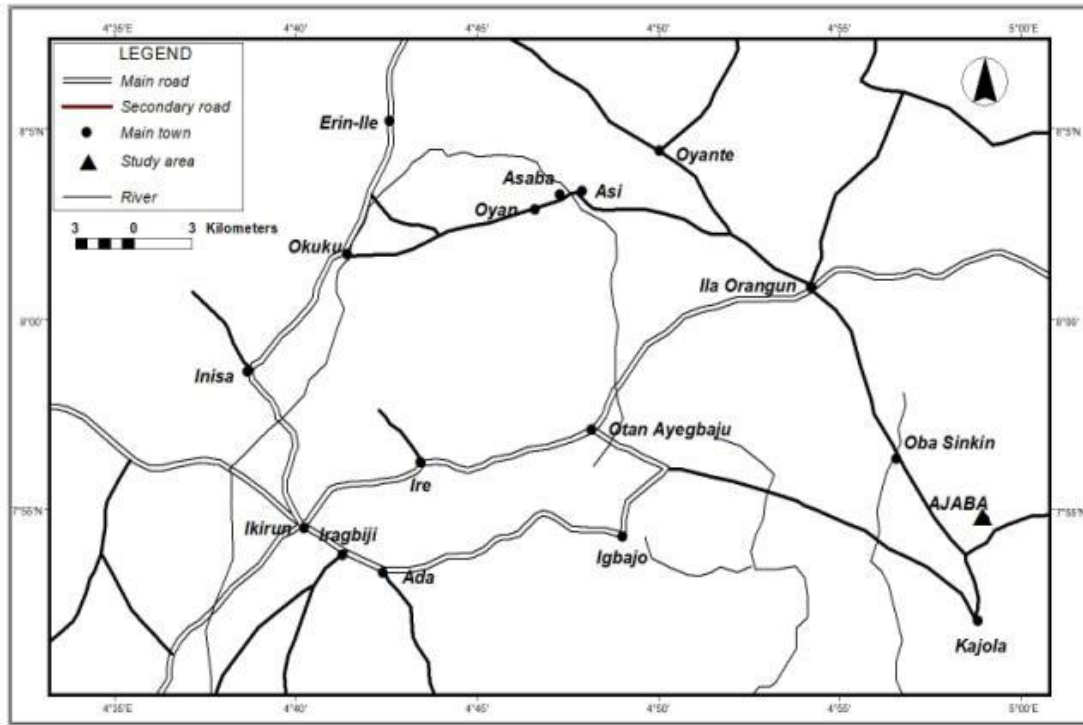 4°35'E 4°40' 4°45' 4°50' 4°55' 5°00'E
LEGEND
Main road
Secondary road
Main town
Study area
River
3 0 3 Kilometers
8°5'N
8°5'N
Erin-Ile
Oyante
Asaba
Asi
Oyan
Okuku
Ila Orangun
8°00'
Inisa
Otan Ayegbaju
Oba Sinkin
Ire
AJABA
7°55'N
7°55'N
Ikirun
Iragbiji
Igbajo
Ada
Kajola
4°35'E 4°40' 4°45' 4°50' 4°55' 5°00'E